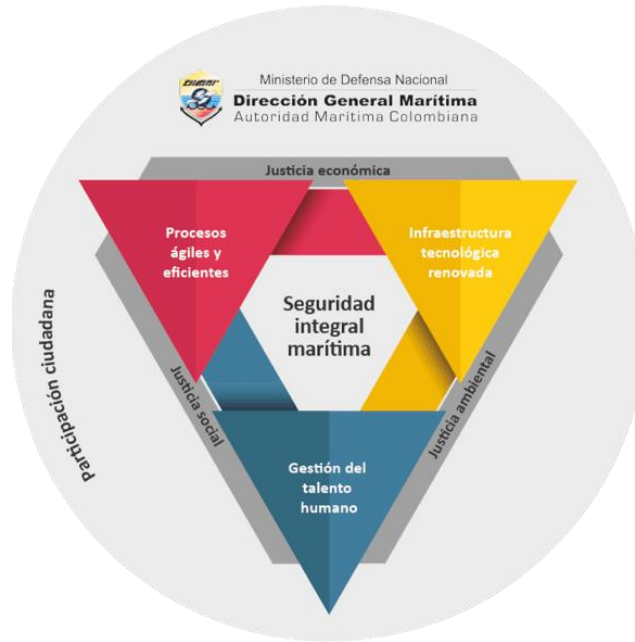 Ministerio de Defensa Nacional
Dirección General Marítima
Autoridad Marítima Colombiana
Justicia económica
Procesos
ágiles y
eficientes
Infraestructura
tecnológica
renovada
Seguridad
integral
marítima
Participación ciudadana
Justicia social
Justicia ambiental
Gestión del
talento
humano